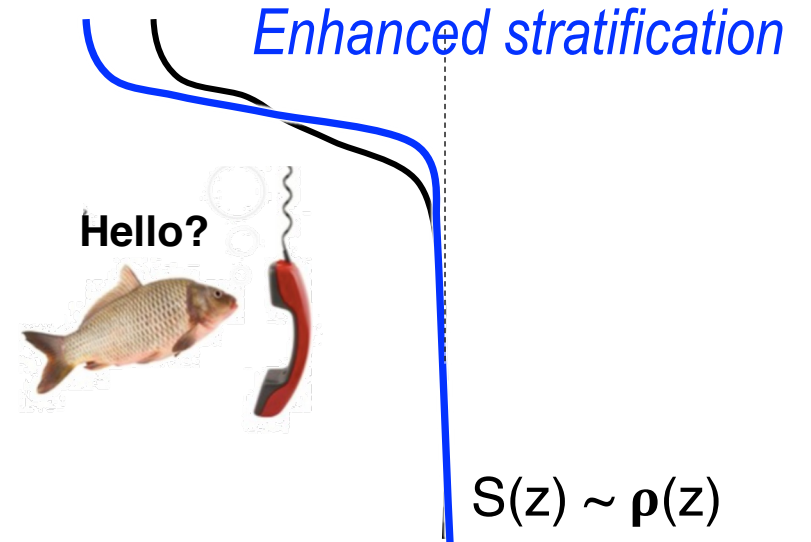 Enhanced stratification
Hello?
S(z) ~ ρ(z)